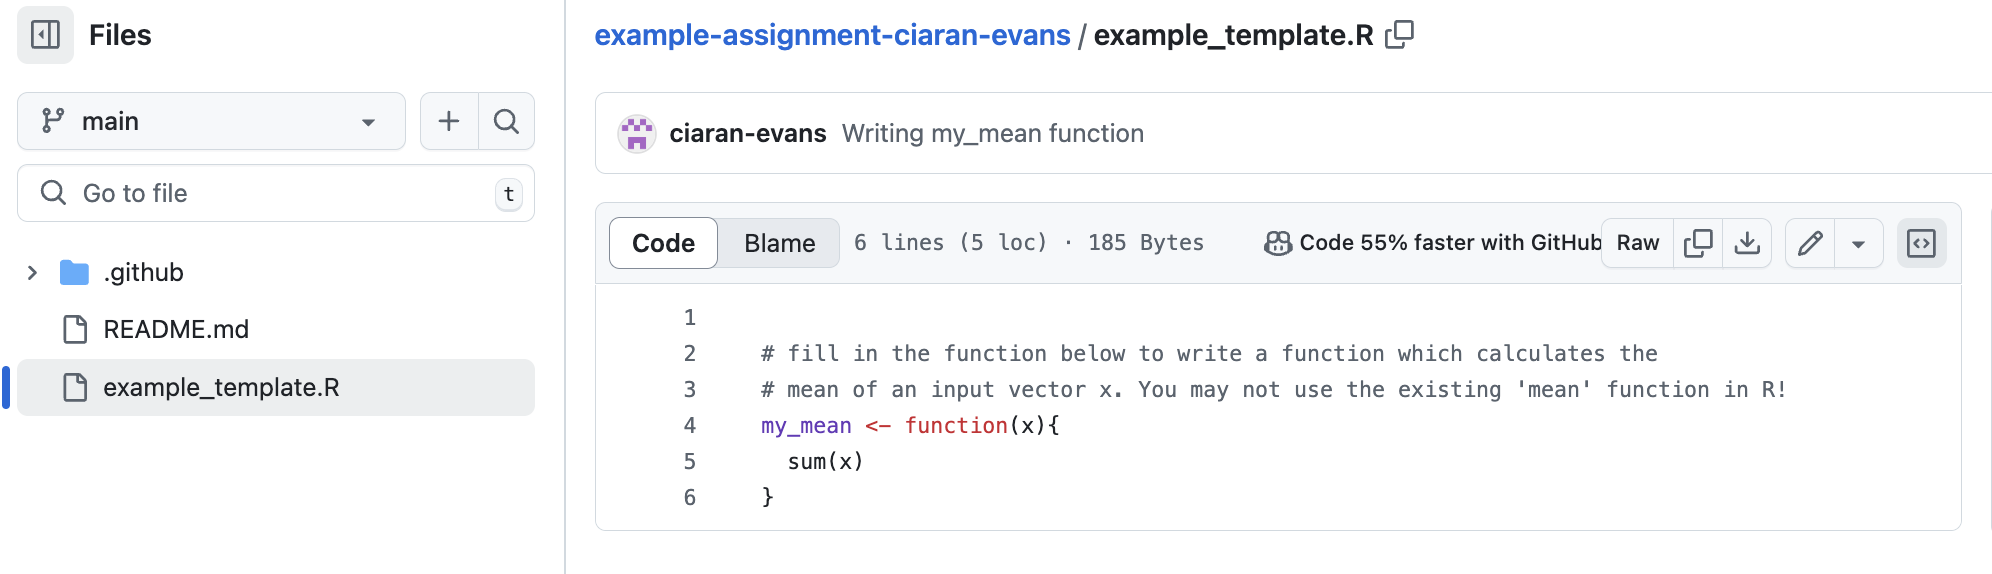 Files
main
Go to file
t
.github
README.md
example_template.R
example-assignment-ciaran-evans / example_template.R
ciaran-evans Writing my_mean function
Code Blame 6 lines (5 loc) · 185 Bytes Code 55% faster with GitHub Raw
1
2 # fill in the function below to write a function which calculates the
3 # mean of an input vector x. You may not use the existing 'mean' function in R!
4 my_mean <- function(x){
5   sum(x)
6 }